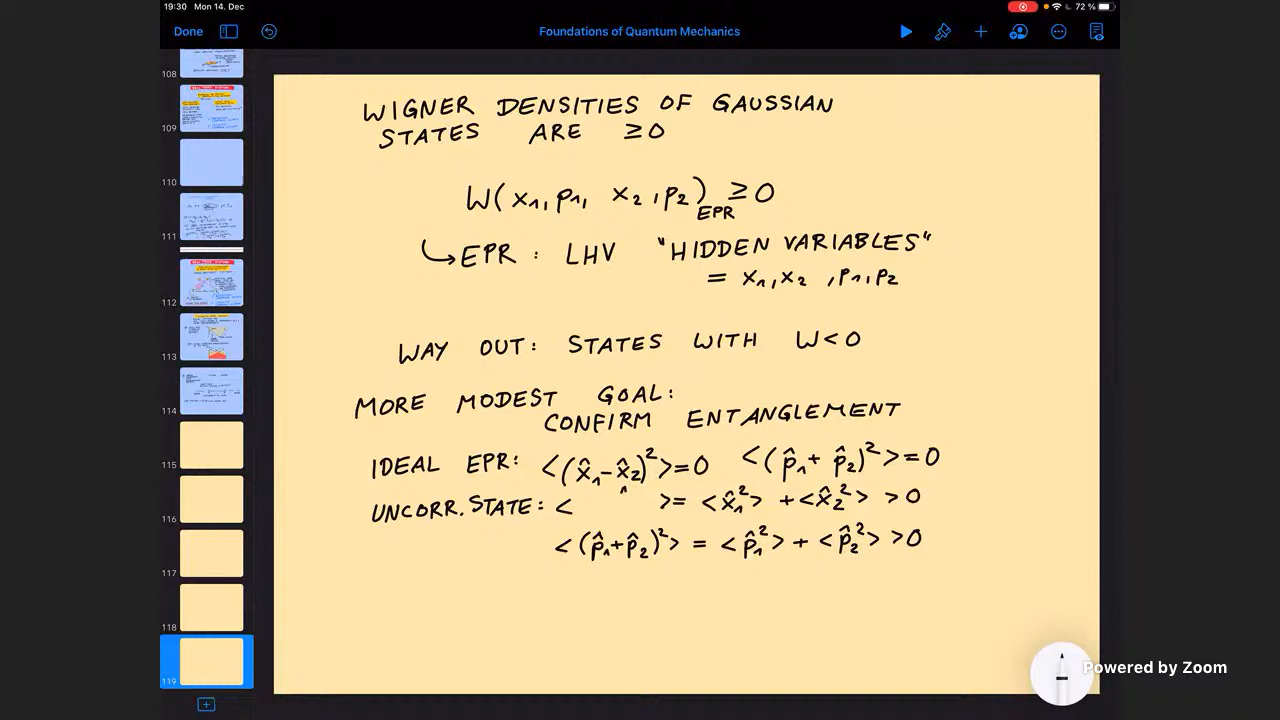 19:30 Mon 14. Dec
72 %
Done
Foundations of Quantum Mechanics
108
109
110
111
112
113
114
115
116
117
118
119
WIGNER DENSITIES OF GAUSSIAN
STATES ARE ≥0
W(x₁,p₁, x₂,p₂)_EPR ≥0
↳EPR: LHV "HIDDEN VARIABLES"
= x₁,x₂ ,p₁,p₂
WAY OUT: STATES WITH W<0
MORE MODEST GOAL:
CONFIRM ENTANGLEMENT
IDEAL EPR: <(x̂₁-x̂₂)²>=0 <(p̂₁+p̂₂)²>=0
UNCORR. STATE: < ^ >= <x̂₁²> +<x̂₂²> >0
<(p̂₁+p̂₂)²> = <p̂₁²> + <p̂₂²> >0
Powered by Zoom